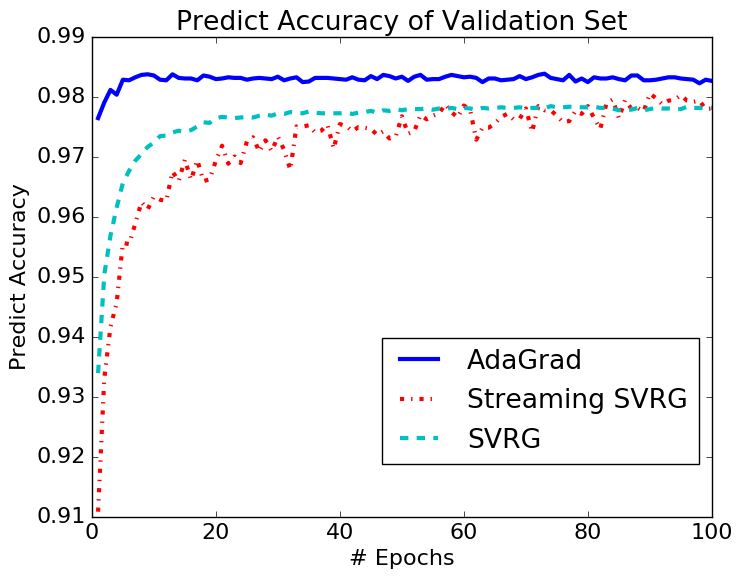 Predict Accuracy of Validation Set
0.99
0.98
0.97
0.96
0.95
0.94
0.93
0.92
0.91
Predict Accuracy
AdaGrad
Streaming SVRG
SVRG
0 20 40 60 80 100
# Epochs